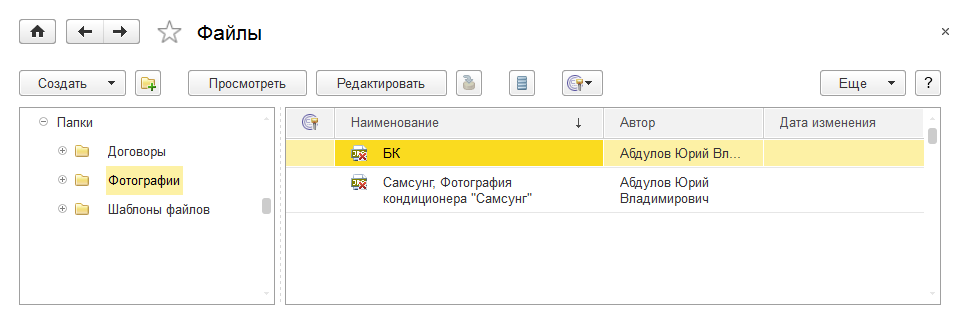 Файлы
Создать
Просмотреть
Редактировать
Еще
?
Папки
Договоры
Фотографии
Шаблоны файлов
Наименование
Автор
Дата изменения
БК
Абдулов Юрий Вл...
Самсунг, Фотография
кондиционера "Самсунг"
Абдулов Юрий
Владимирович